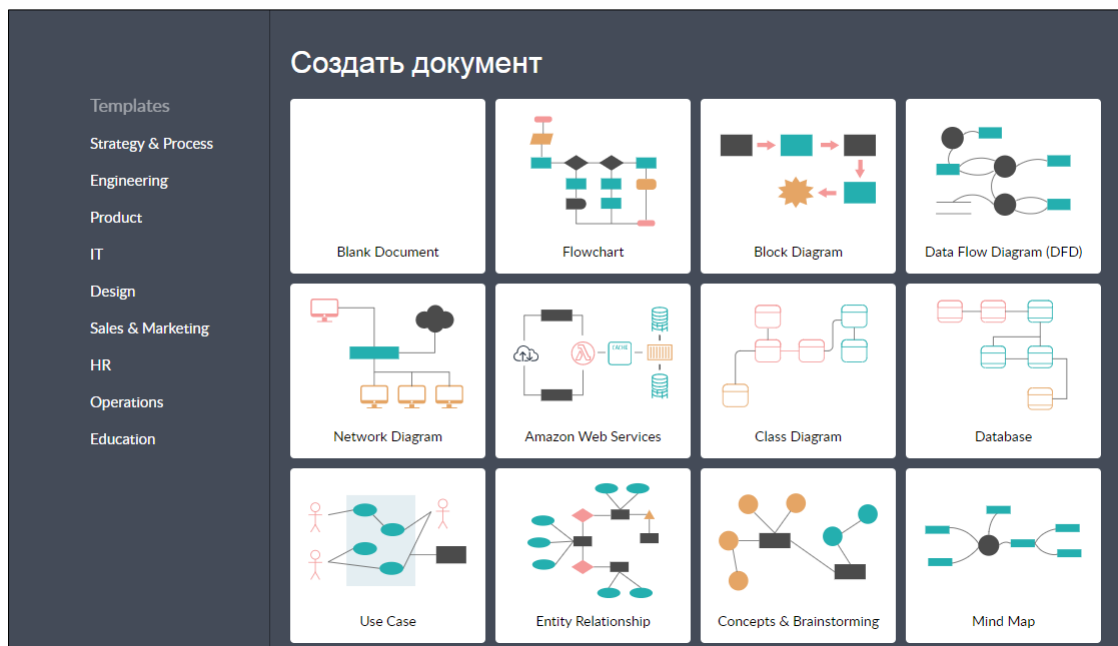 Создать документ
Templates
Strategy & Process
Engineering
Product
IT
Design
Sales & Marketing
HR
Operations
Education
Blank Document
Flowchart
Block Diagram
Data Flow Diagram (DFD)
Network Diagram
CACHE
Amazon Web Services
Class Diagram
Database
Use Case
Entity Relationship
Concepts & Brainstorming
Mind Map